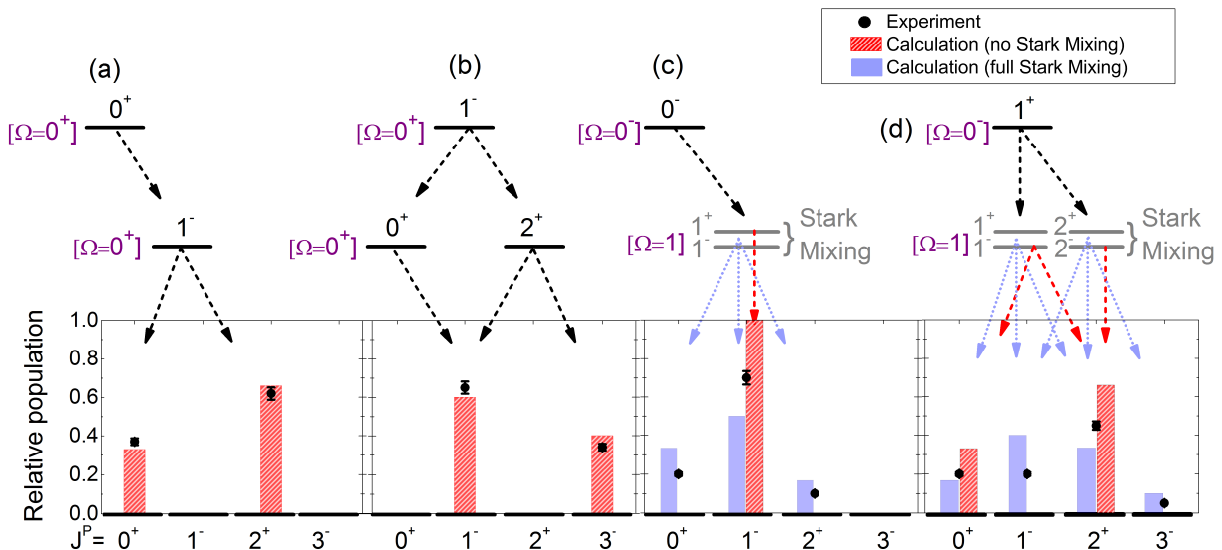 Experiment
Calculation (no Stark Mixing)
Calculation (full Stark Mixing)
(a)
(b)
(c)
(d)
0⁺
[Ω=0⁺]
1⁻
[Ω=0⁺]
0⁻
[Ω=0⁻]
1⁺
[Ω=0⁻]
1⁻
[Ω=0⁺]
0⁺
[Ω=0⁺]
2⁺
1⁺
1⁻
[Ω=1]
} Stark
Mixing
1⁺
1⁻
[Ω=1]
2⁺
2⁻
} Stark
Mixing
Relative population
1.0
0.8
0.6
0.4
0.2
0.0
Jᴾ= 0⁺ 1⁻ 2⁺ 3⁻ 0⁺ 1⁻ 2⁺ 3⁻ 0⁺ 1⁻ 2⁺ 3⁻ 0⁺ 1⁻ 2⁺ 3⁻